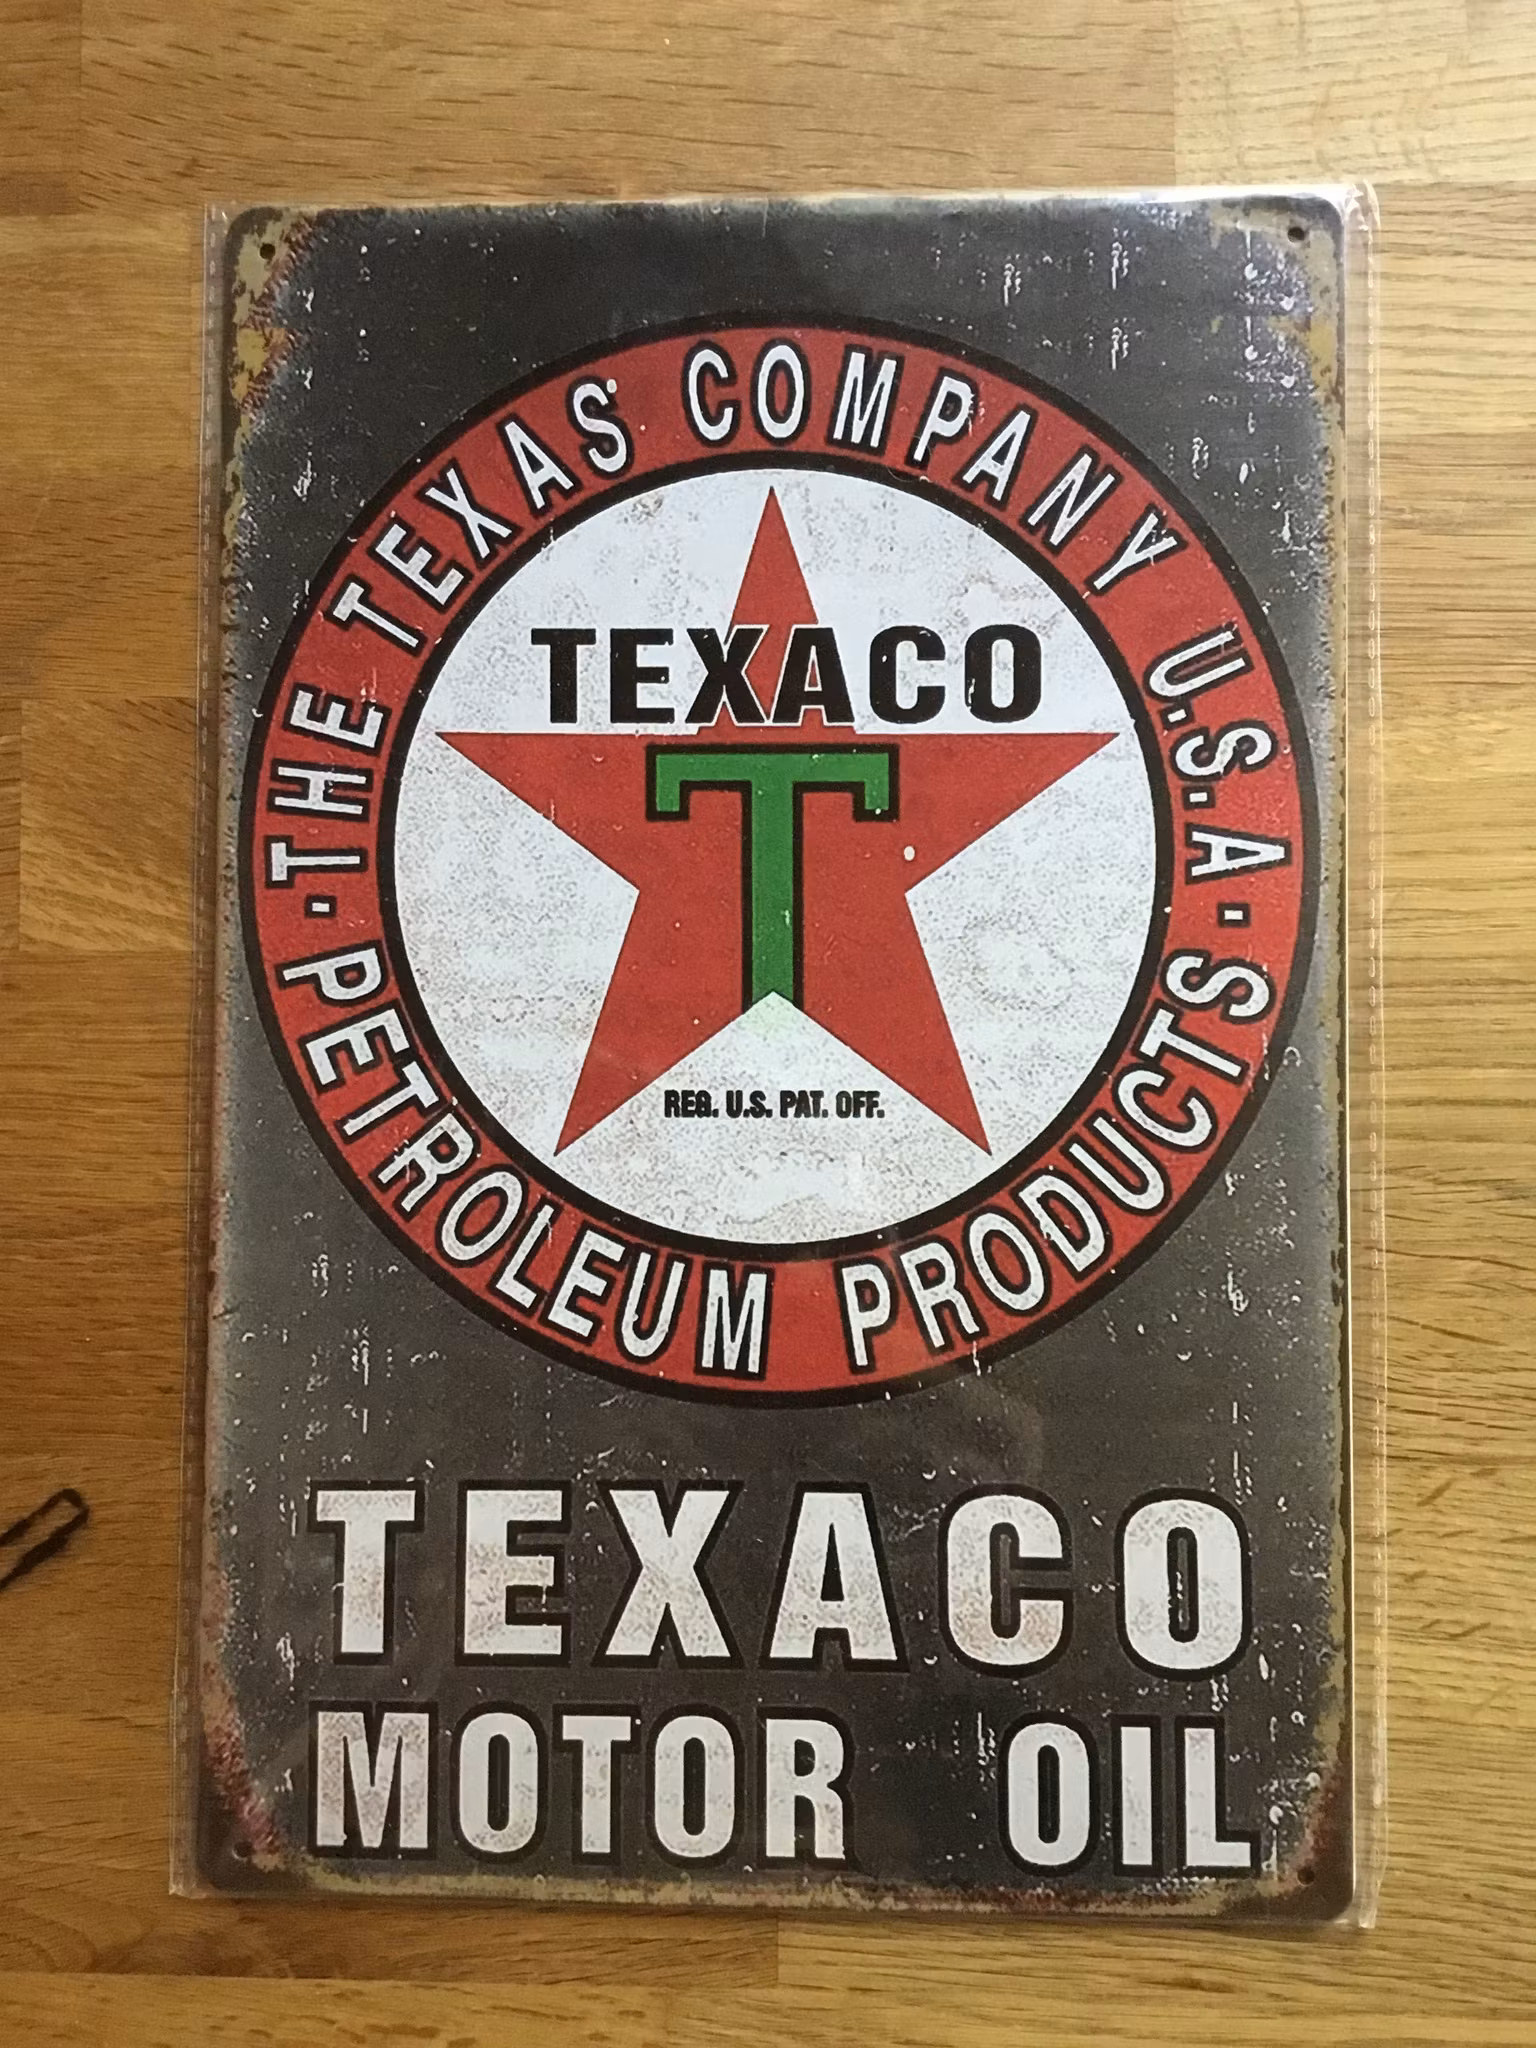 ·THE TEXAS COMPANY U.S.A·
TEXACO
T
REG. U.S. PAT. OFF.
PETROLEUM PRODUCTS
TEXACO
MOTOR OIL